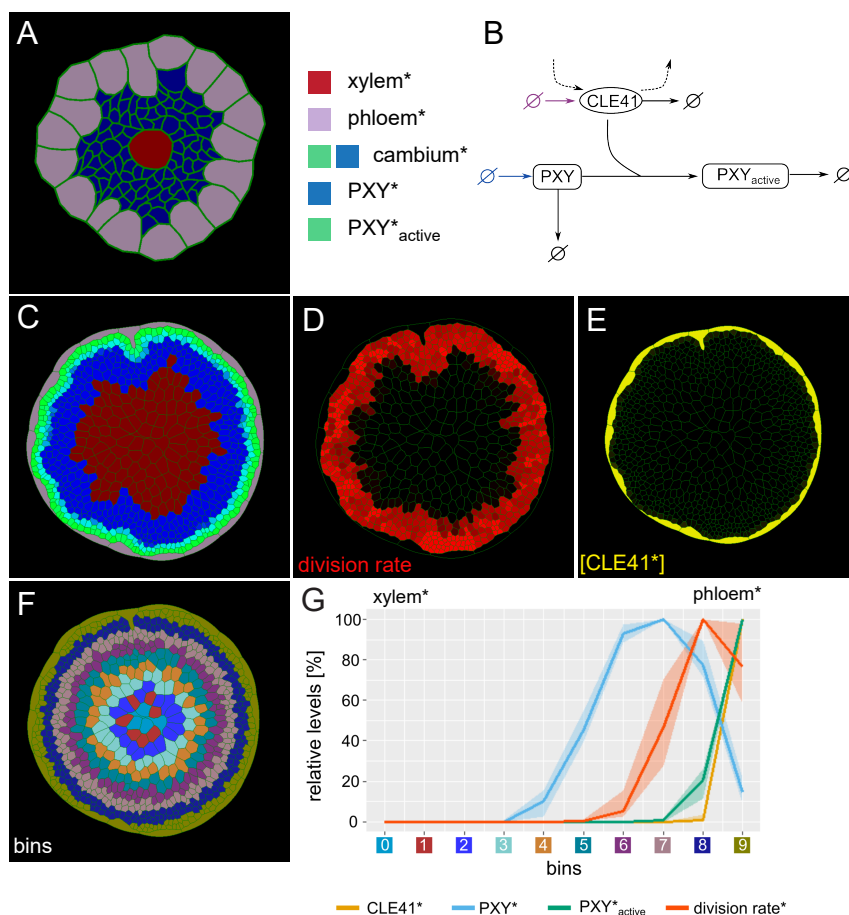 A
xylem*
phloem*
cambium*
PXY*
PXY*active
B
∅
CLE41
∅
∅
PXY
PXYactive
∅
∅
C
D
division rate
E
[CLE41*]
F
bins
G
xylem*
phloem*
relative levels [%]
100
80
60
40
20
0
0 1 2 3 4 5 6 7 8 9
bins
CLE41* PXY* PXY*active division rate*